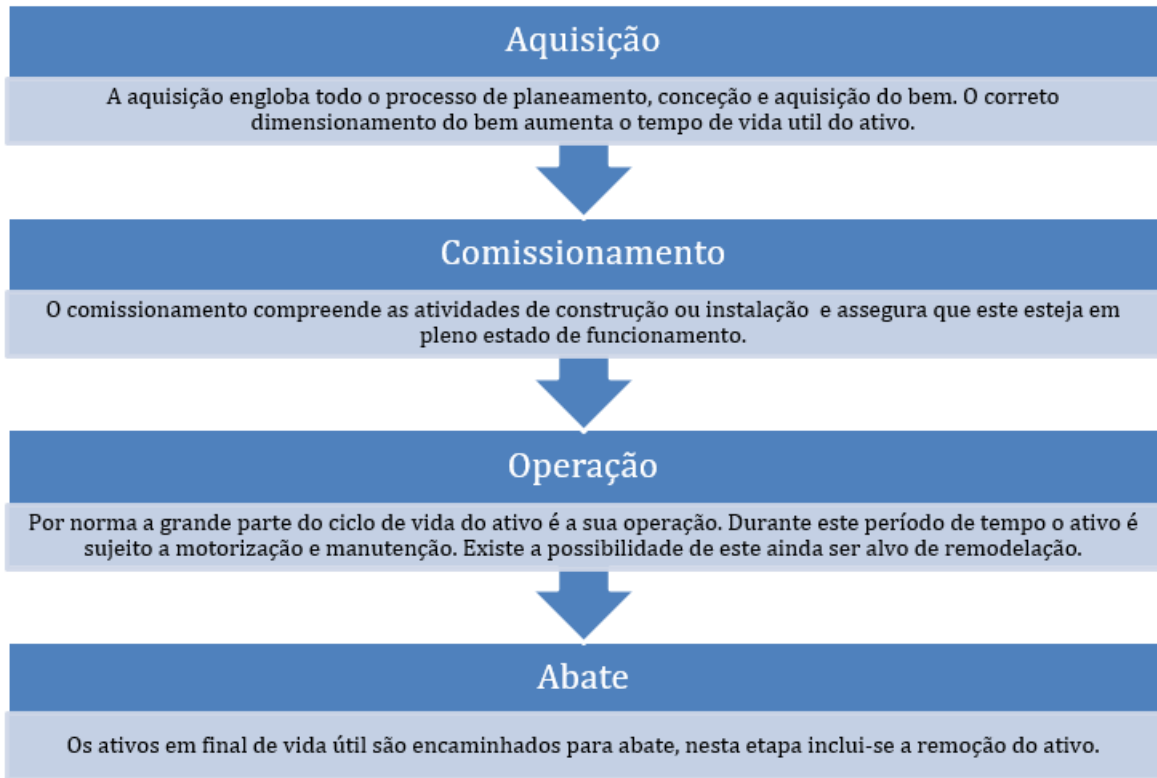 Aquisição
A aquisição engloba todo o processo de planeamento, conceção e aquisição do bem. O correto
dimensionamento do bem aumenta o tempo de vida util do ativo.
Comissionamento
O comissionamento compreende as atividades de construção ou instalação e assegura que este esteja em
pleno estado de funcionamento.
Operação
Por norma a grande parte do ciclo de vida do ativo é a sua operação. Durante este período de tempo o ativo é
sujeito a motorização e manutenção. Existe a possibilidade de este ainda ser alvo de remodelação.
Abate
Os ativos em final de vida útil são encaminhados para abate, nesta etapa inclui-se a remoção do ativo.